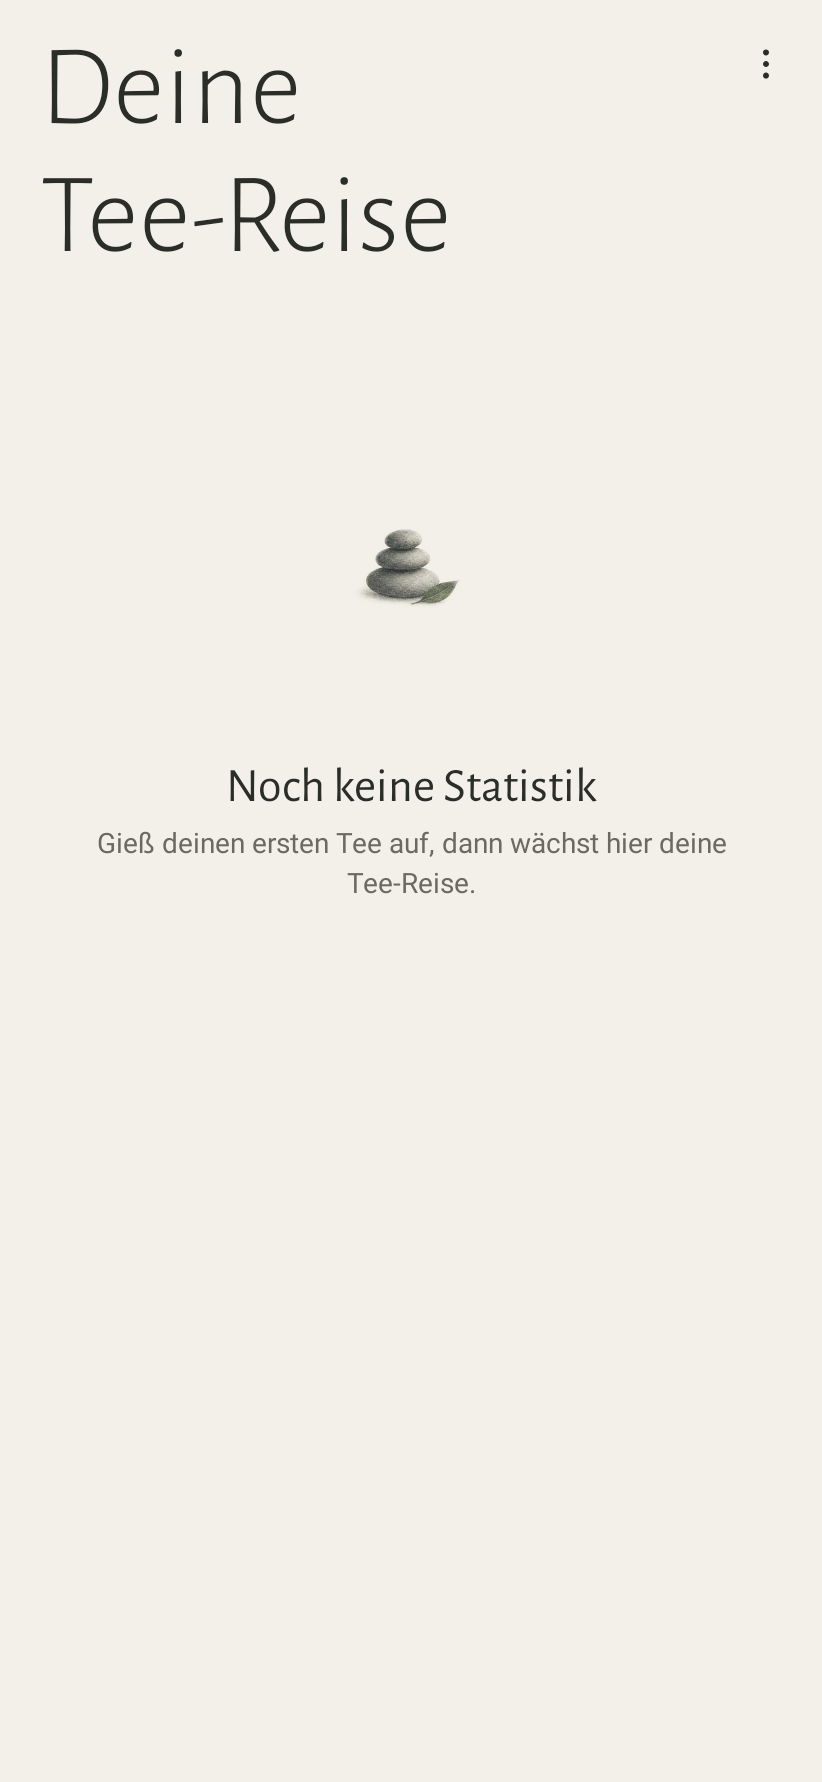 Deine
Tee-Reise
Noch keine Statistik
Gieß deinen ersten Tee auf, dann wächst hier deine
Tee-Reise.